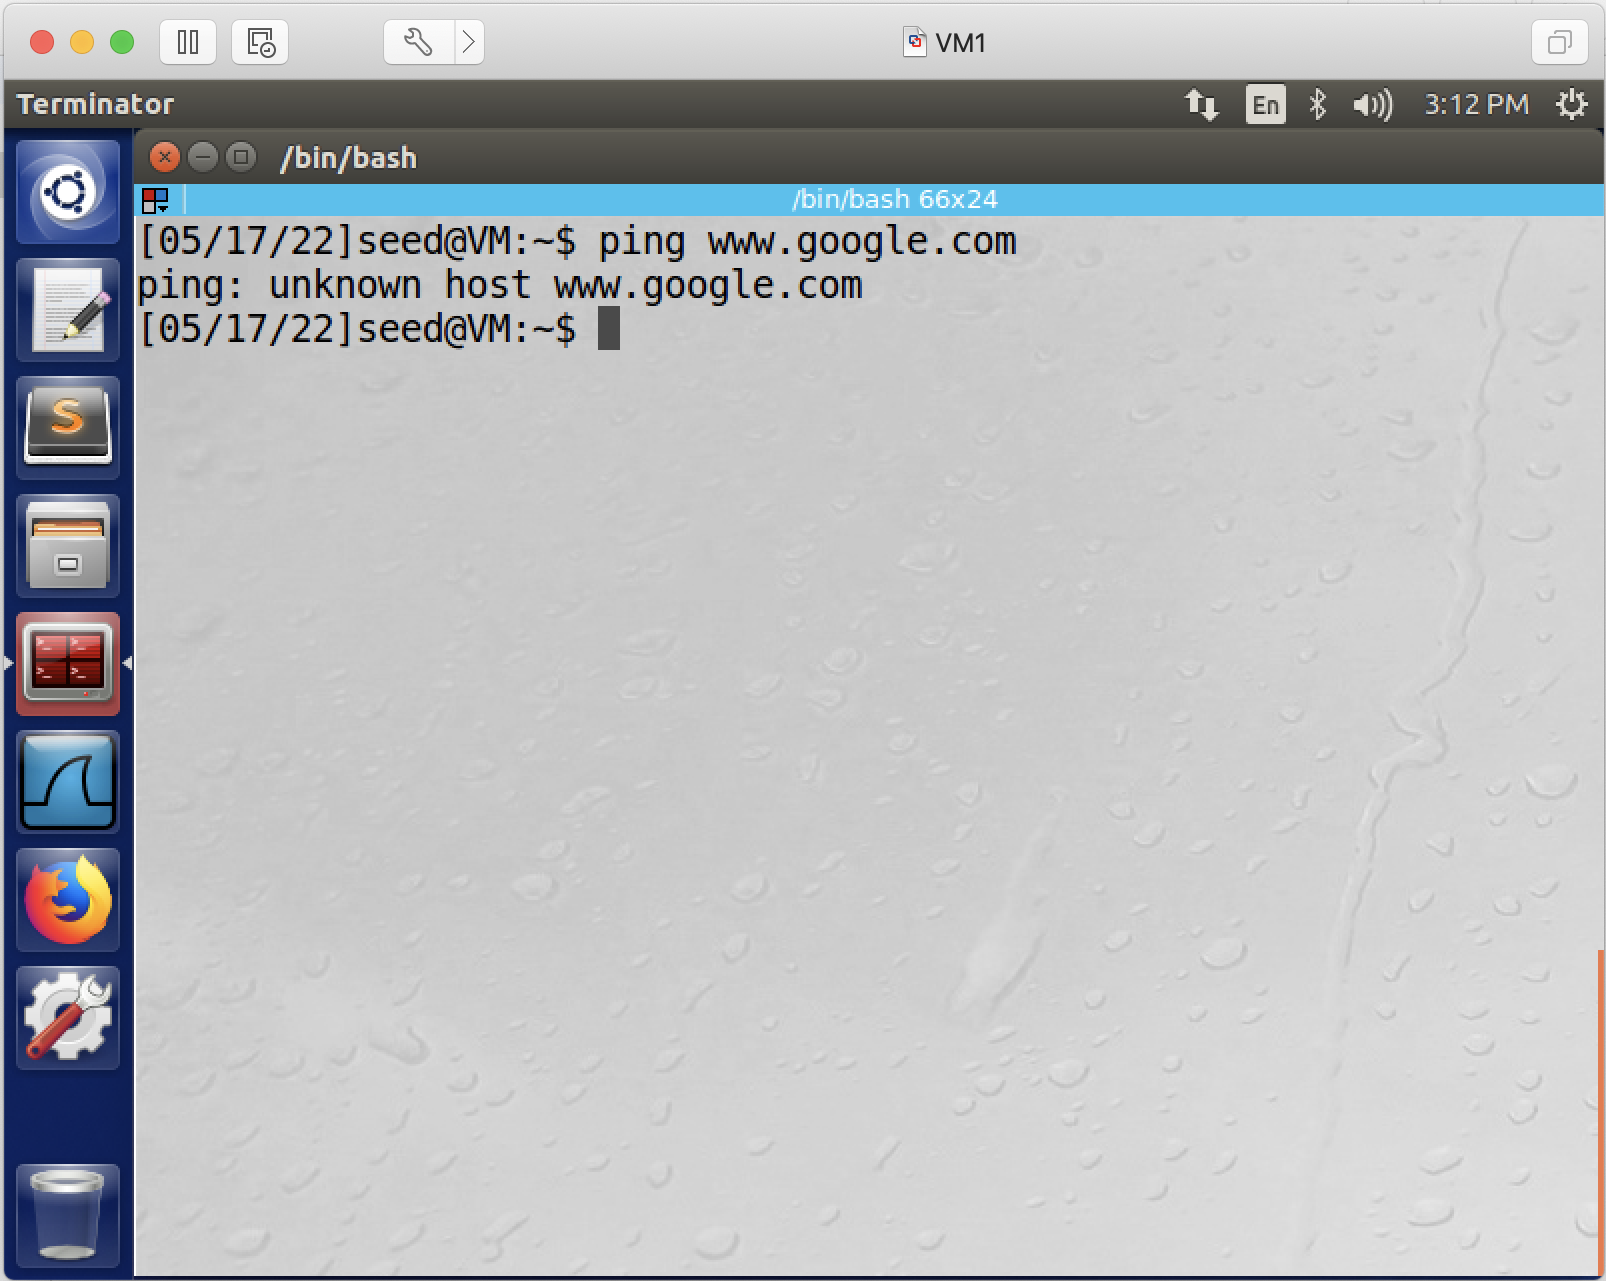 VM1
Terminator
En
3:12 PM
/bin/bash
/bin/bash 66x24
[05/17/22]seed@VM:~$ ping www.google.com
ping: unknown host www.google.com
[05/17/22]seed@VM:~$
S